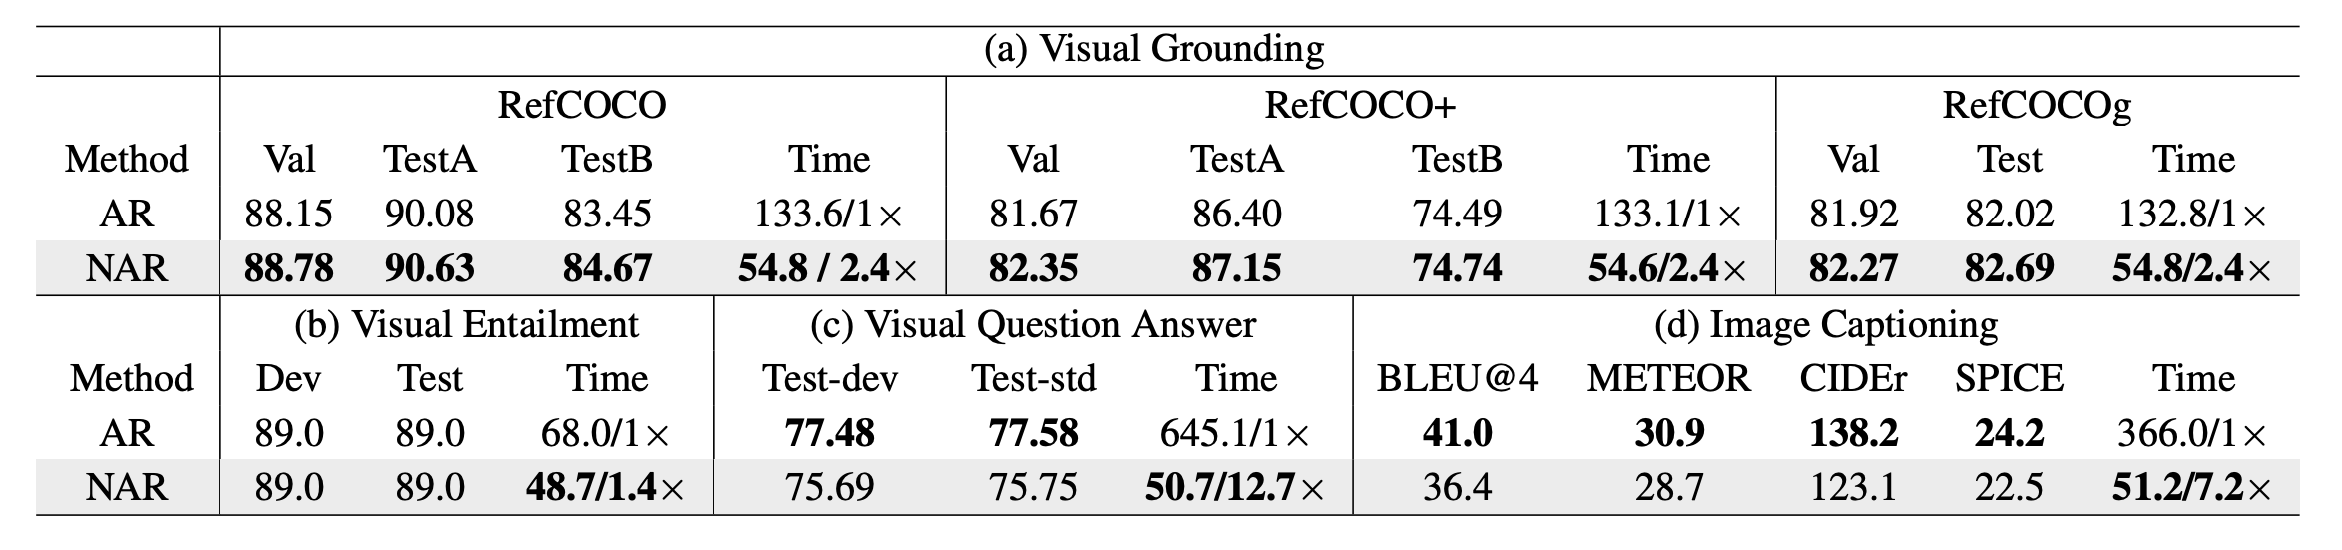 (a) Visual Grounding
RefCOCO RefCOCO+ RefCOCOg
Method Val TestA TestB Time Val TestA TestB Time Val Test Time
AR 88.15 90.08 83.45 133.6/1× 81.67 86.40 74.49 133.1/1× 81.92 82.02 132.8/1×
NAR 88.78 90.63 84.67 54.8 / 2.4× 82.35 87.15 74.74 54.6/2.4× 82.27 82.69 54.8/2.4×
(b) Visual Entailment (c) Visual Question Answer (d) Image Captioning
Method Dev Test Time Test-dev Test-std Time BLEU@4 METEOR CIDEr SPICE Time
AR 89.0 89.0 68.0/1× 77.48 77.58 645.1/1× 41.0 30.9 138.2 24.2 366.0/1×
NAR 89.0 89.0 48.7/1.4× 75.69 75.75 50.7/12.7× 36.4 28.7 123.1 22.5 51.2/7.2×